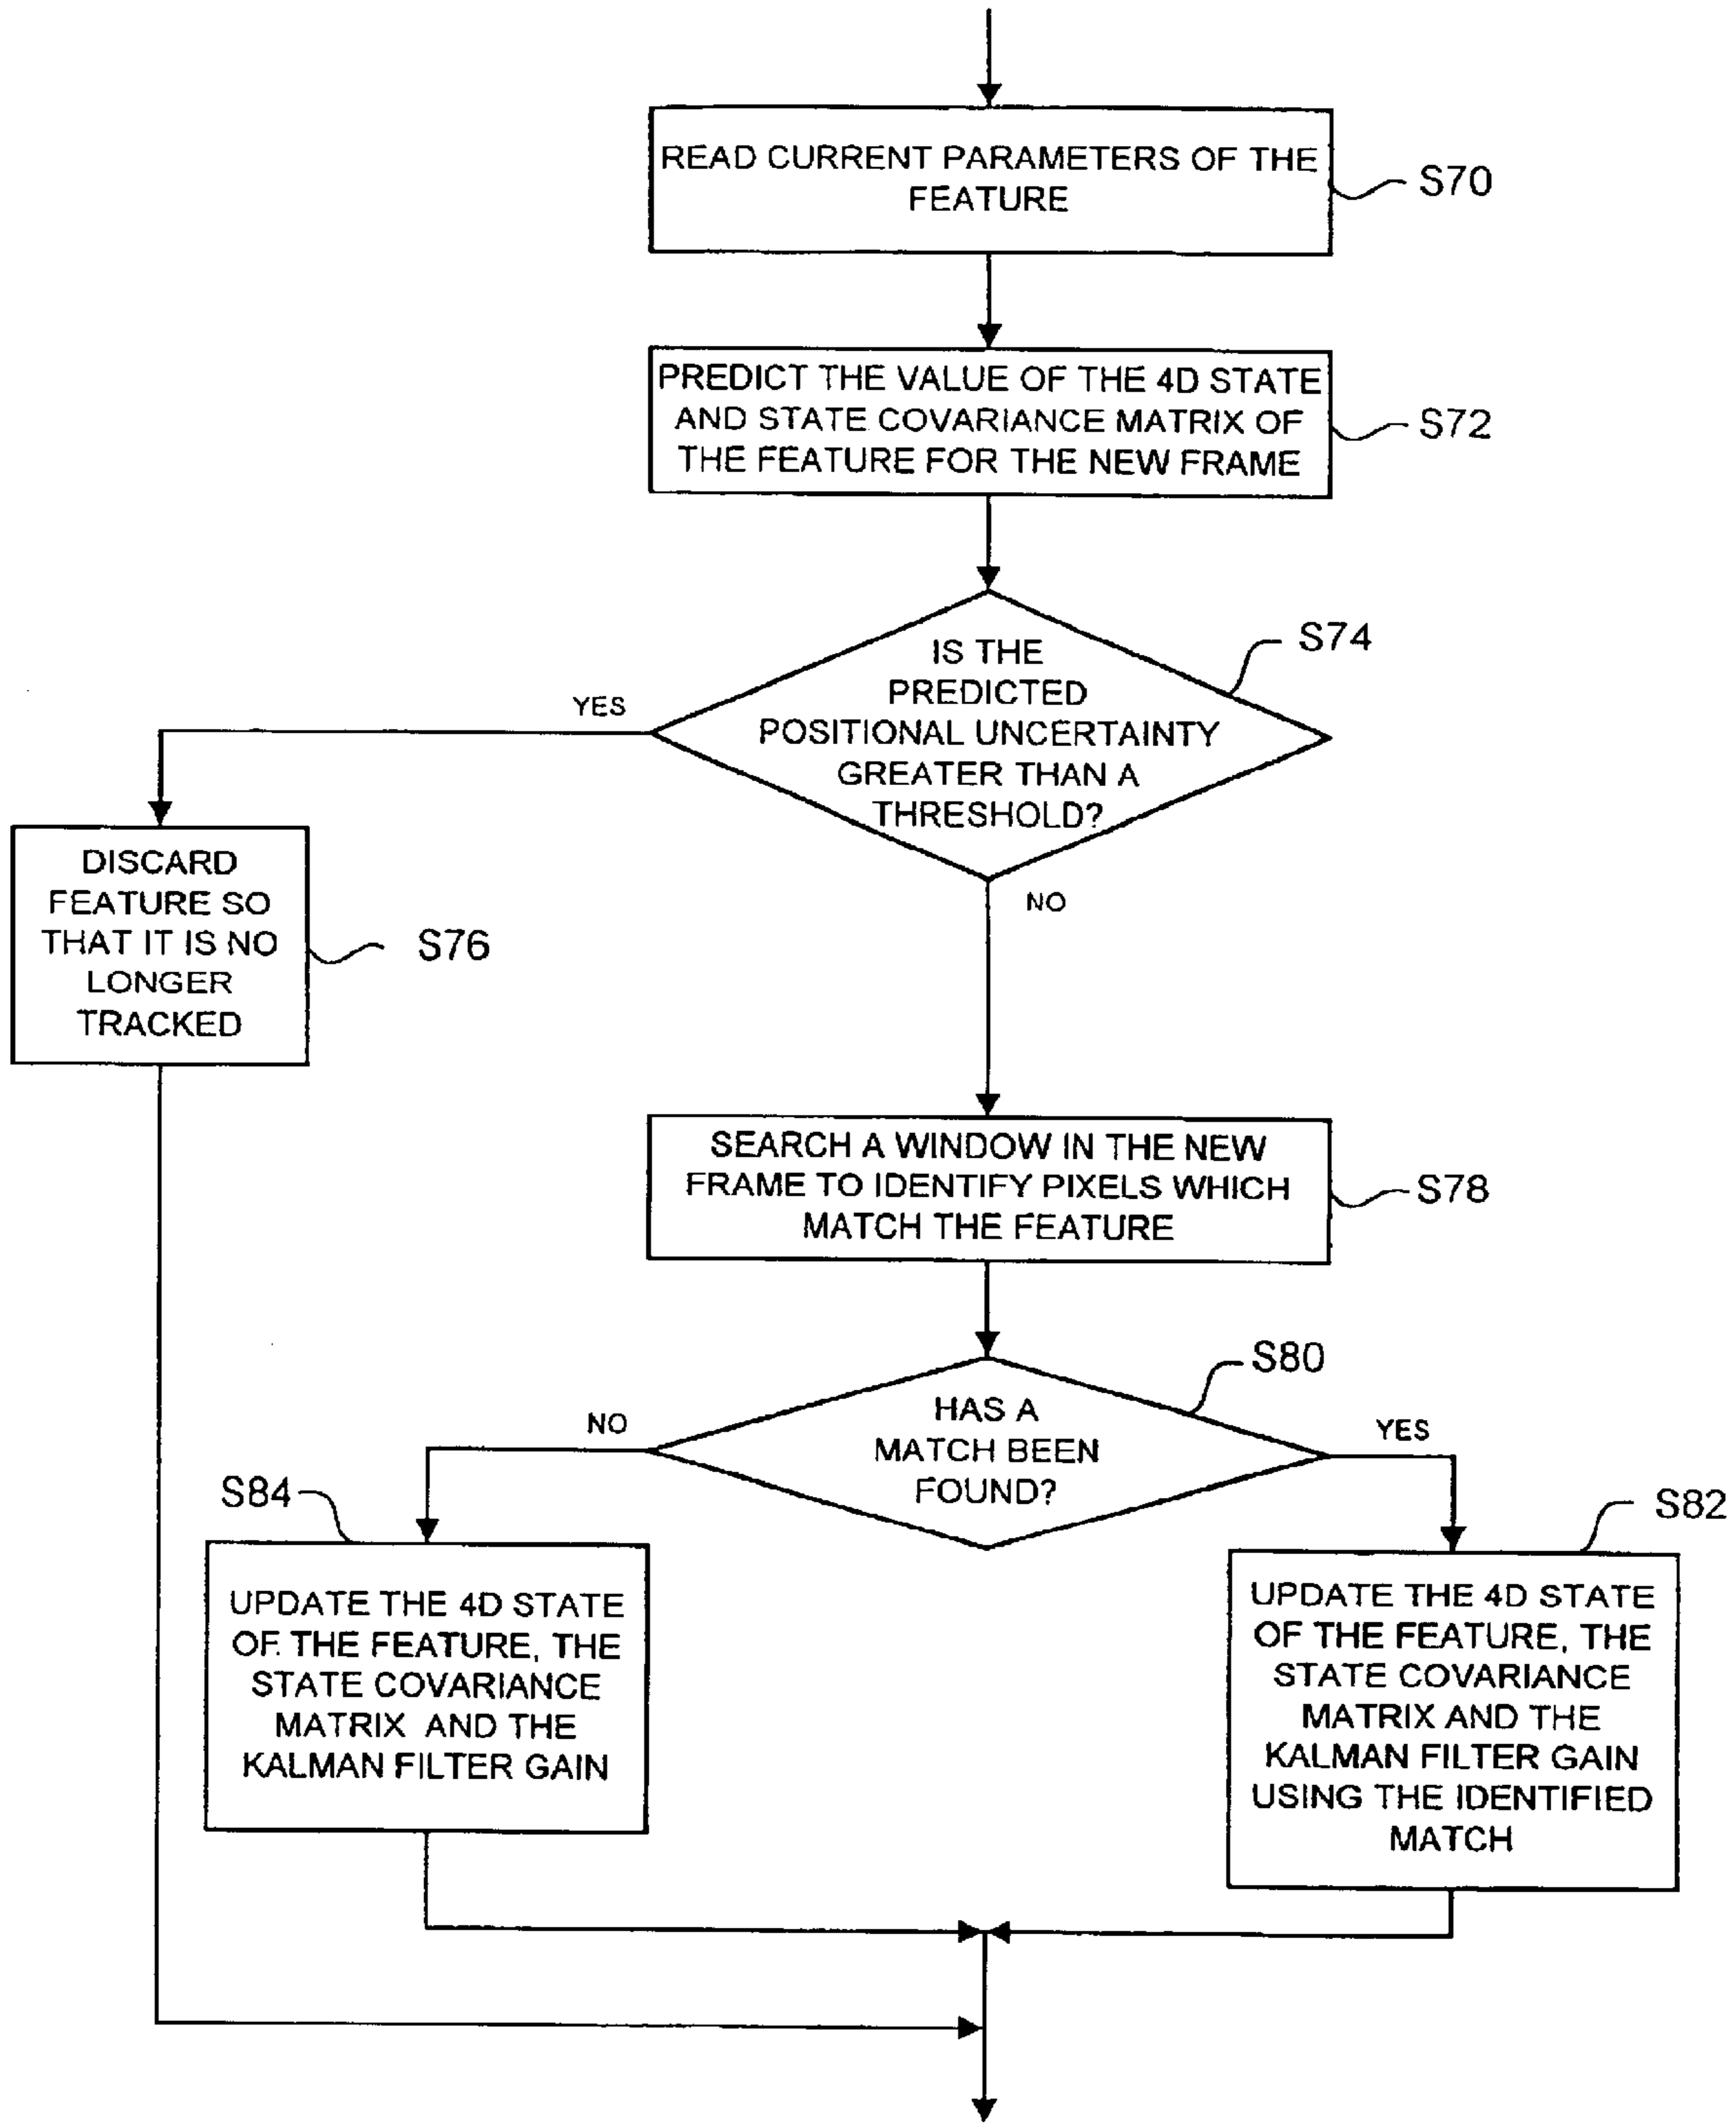 READ CURRENT PARAMETERS OF THE
FEATURE
S70
PREDICT THE VALUE OF THE 4D STATE
AND STATE COVARIANCE MATRIX OF
THE FEATURE FOR THE NEW FRAME
S72
IS THE
PREDICTED
POSITIONAL UNCERTAINTY
GREATER THAN A
THRESHOLD?
S74
YES
NO
DISCARD
FEATURE SO
THAT IT IS NO
LONGER
TRACKED
S76
SEARCH A WINDOW IN THE NEW
FRAME TO IDENTIFY PIXELS WHICH
MATCH THE FEATURE
S78
HAS A
MATCH BEEN
FOUND?
S80
NO
YES
S84
UPDATE THE 4D STATE
OF THE FEATURE, THE
STATE COVARIANCE
MATRIX AND THE
KALMAN FILTER GAIN
S82
UPDATE THE 4D STATE
OF THE FEATURE, THE
STATE COVARIANCE
MATRIX AND THE
KALMAN FILTER GAIN
USING THE IDENTIFIED
MATCH